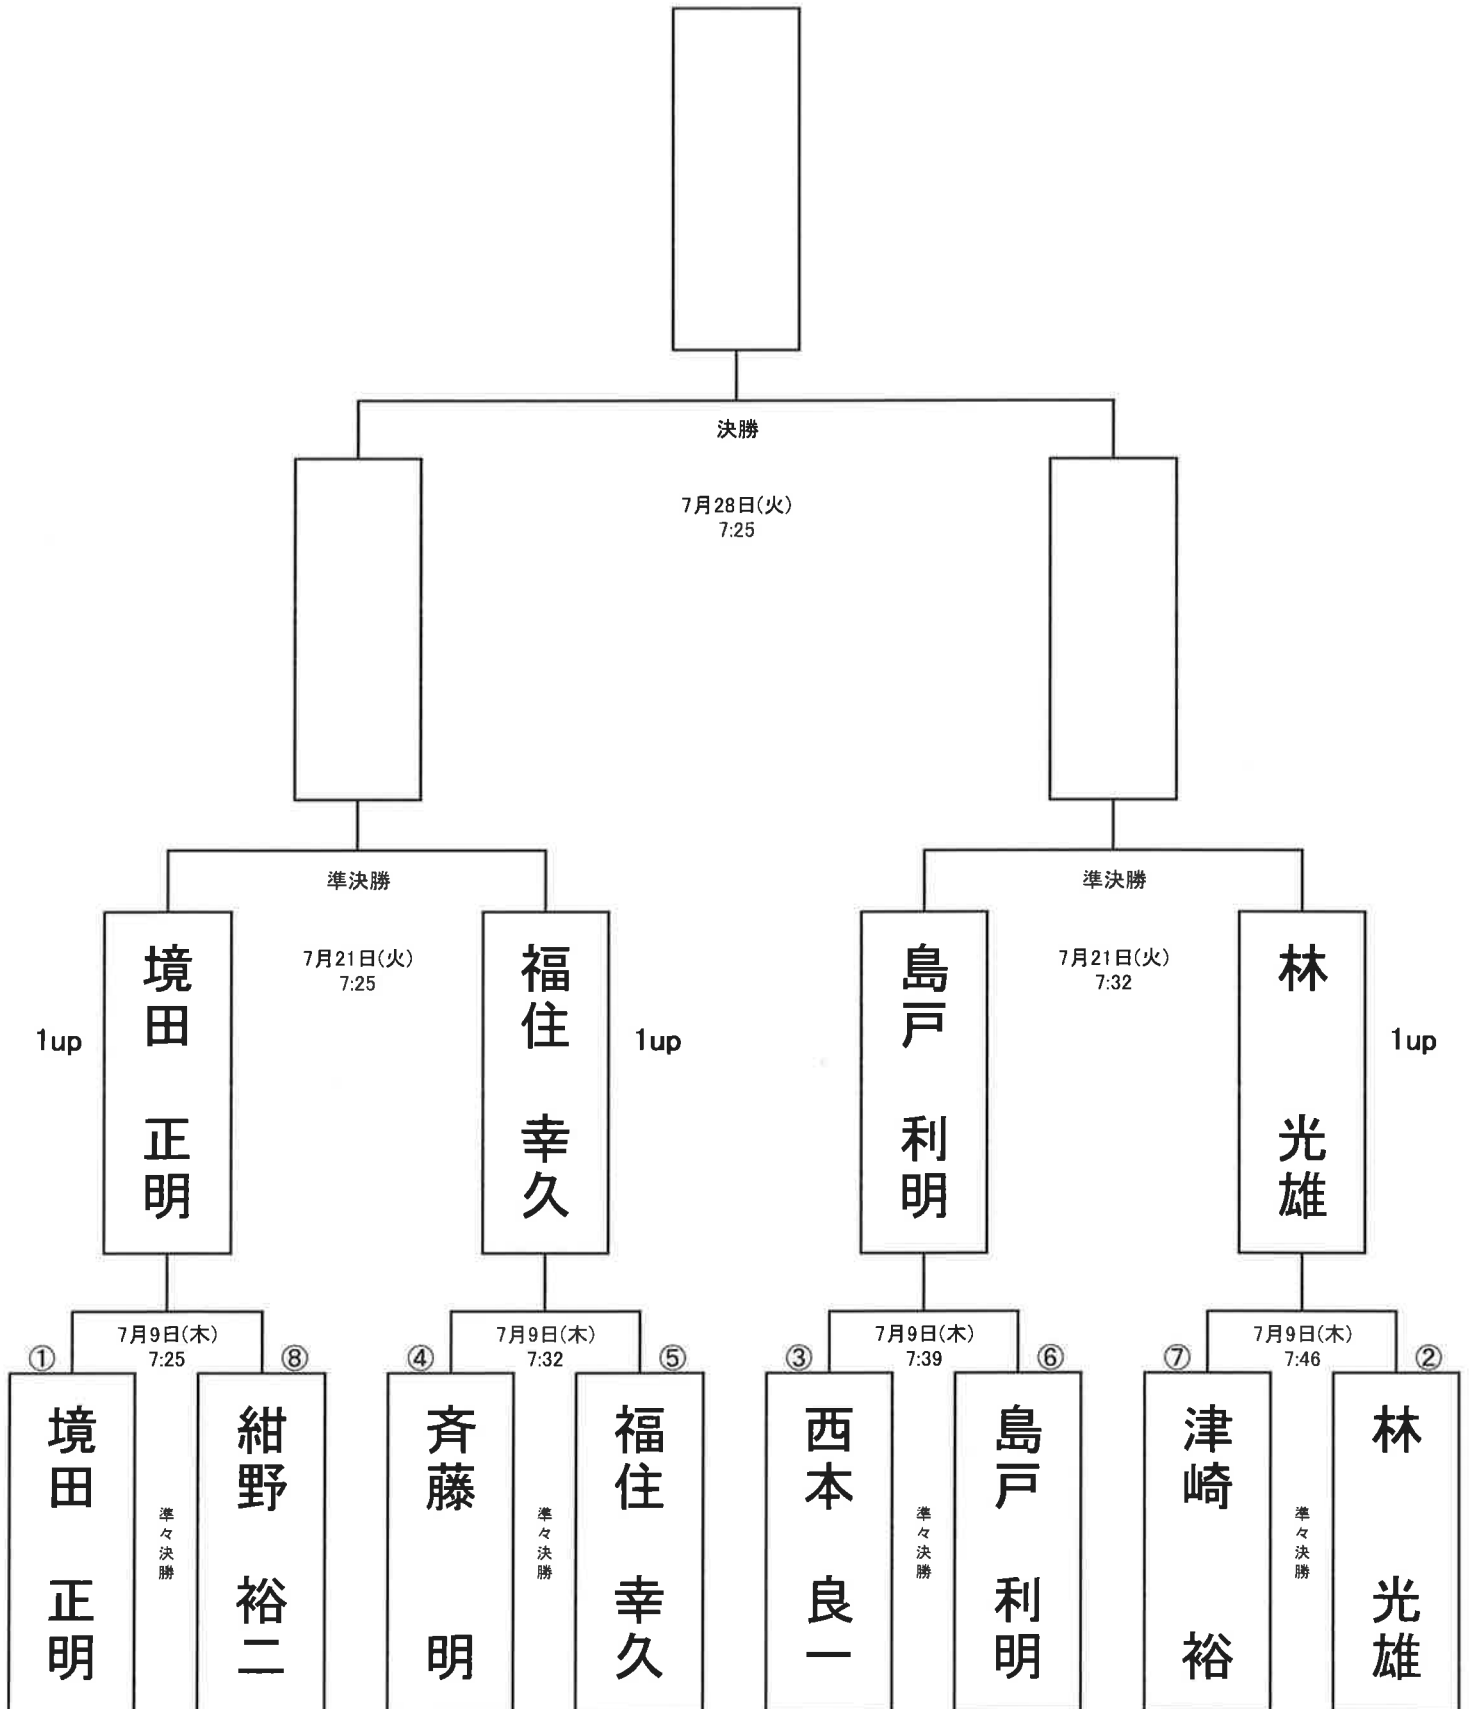 決勝
7月28日(火)
7:25
準決勝
準決勝
境田 正明
7月21日(火)
7:25
福住 幸久
島戸 利明
7月21日(火)
7:32
林 光雄
1up
1up
1up
7月9日(木)
7:25
7月9日(木)
7:32
7月9日(木)
7:39
7月9日(木)
7:46
①
⑧
④
⑤
③
⑥
⑦
②
境田 正明
準々決勝
紺野 裕二
斉藤 明
準々決勝
福住 幸久
西本 良一
準々決勝
島戸 利明
津崎 裕
準々決勝
林 光雄